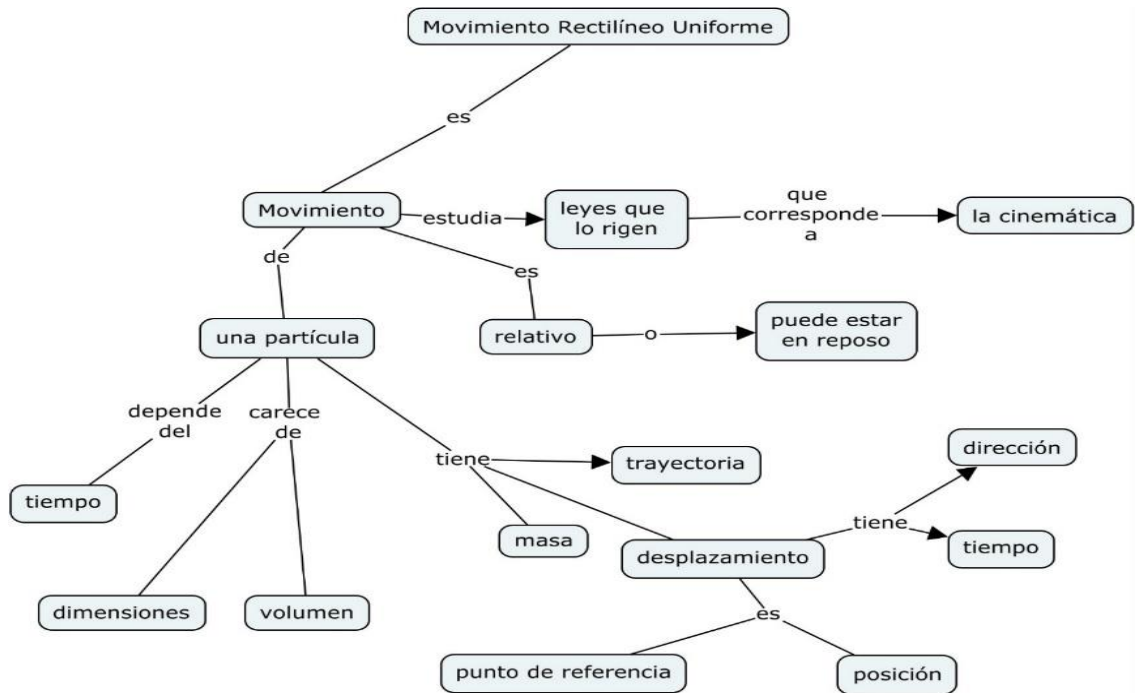 Movimiento Rectilíneo Uniforme
es
Movimiento
estudia
leyes que
lo rigen
que
corresponde
a
la cinemática
de
es
una partícula
relativo
o
puede estar
en reposo
depende
del
carece
de
tiene
trayectoria
dirección
tiempo
masa
desplazamiento
tiene
tiempo
dimensiones
volumen
es
punto de referencia
posición